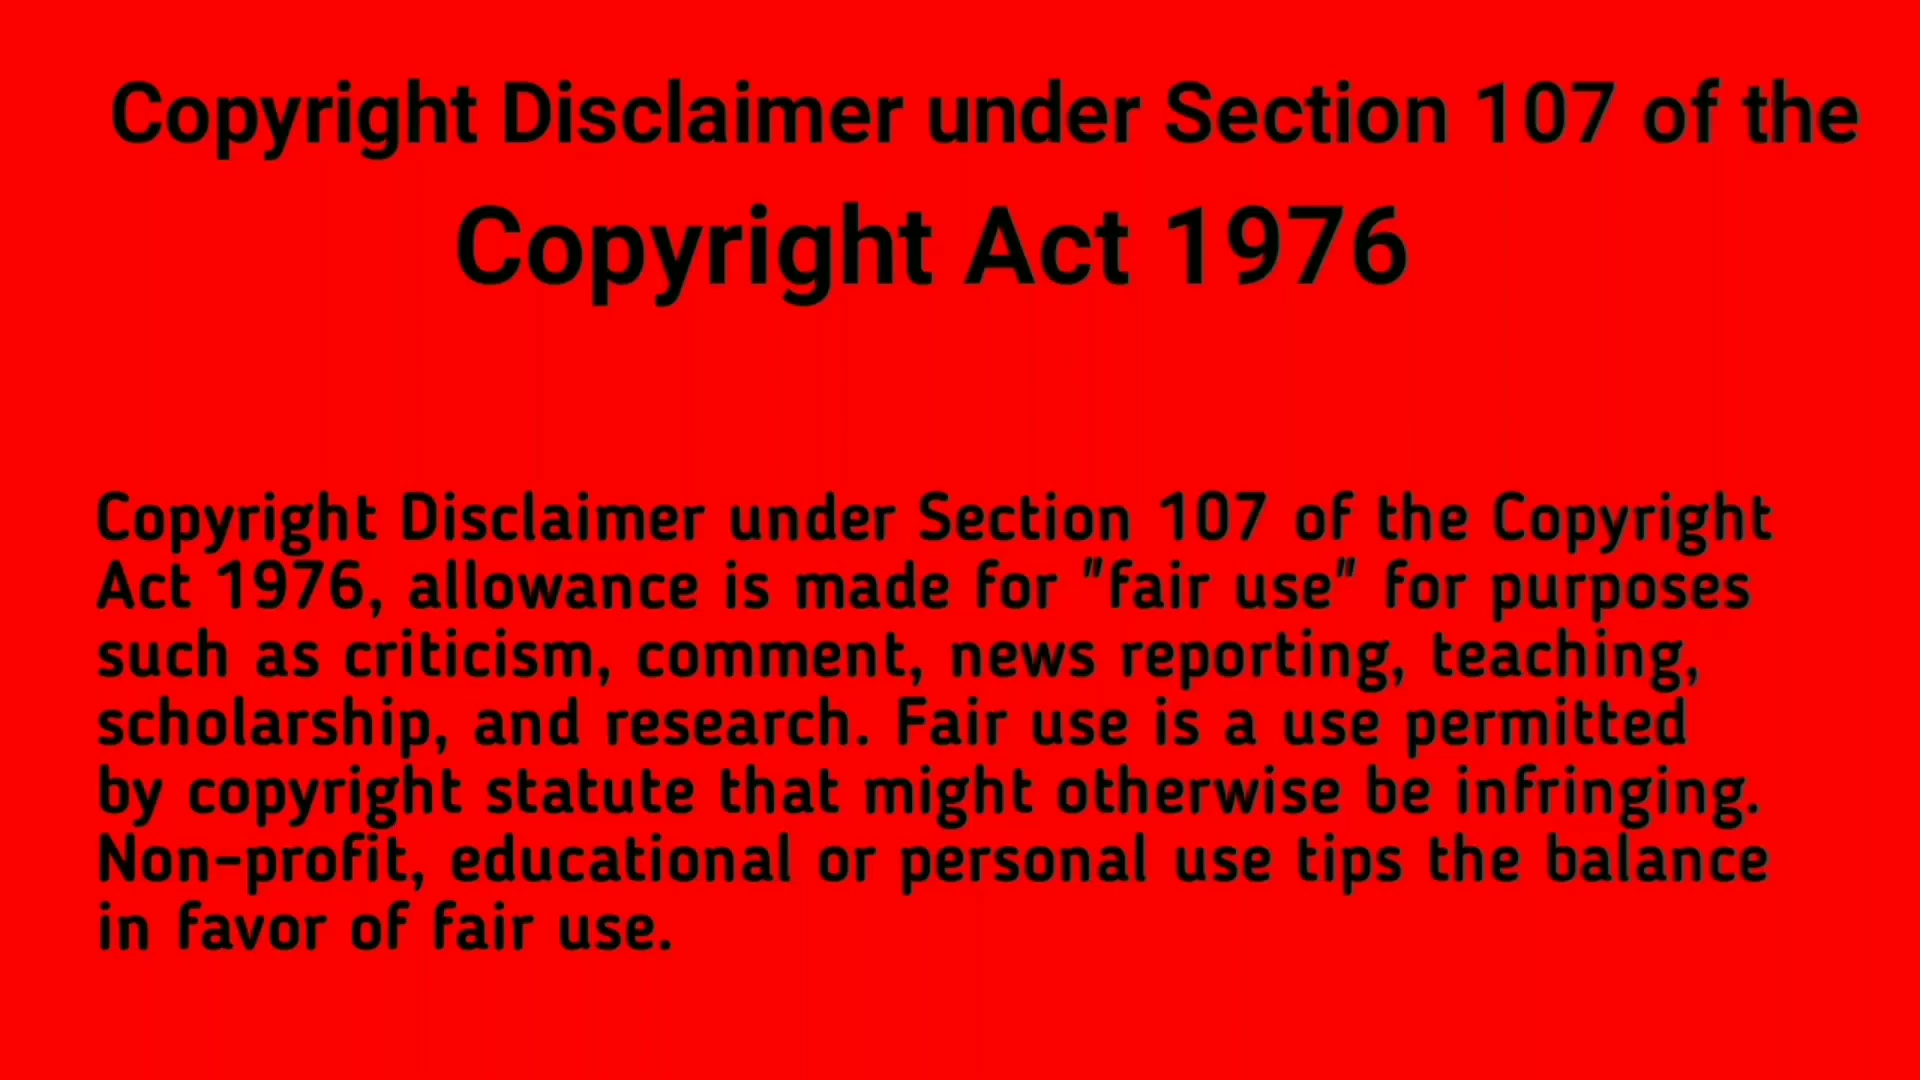 Copyright Disclaimer under Section 107 of the
Copyright Act 1976
Copyright Disclaimer under Section 107 of the Copyright
Act 1976, allowance is made for "fair use" for purposes
such as criticism, comment, news reporting, teaching,
scholarship, and research. Fair use is a use permitted
by copyright statute that might otherwise be infringing.
Non-profit, educational or personal use tips the balance
in favor of fair use.